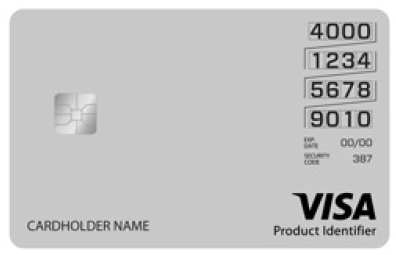 4000
1234
5678
9010
EXP. DATE 00/00
SECURITY CODE 387
VISA
Product Identifier
CARDHOLDER NAME